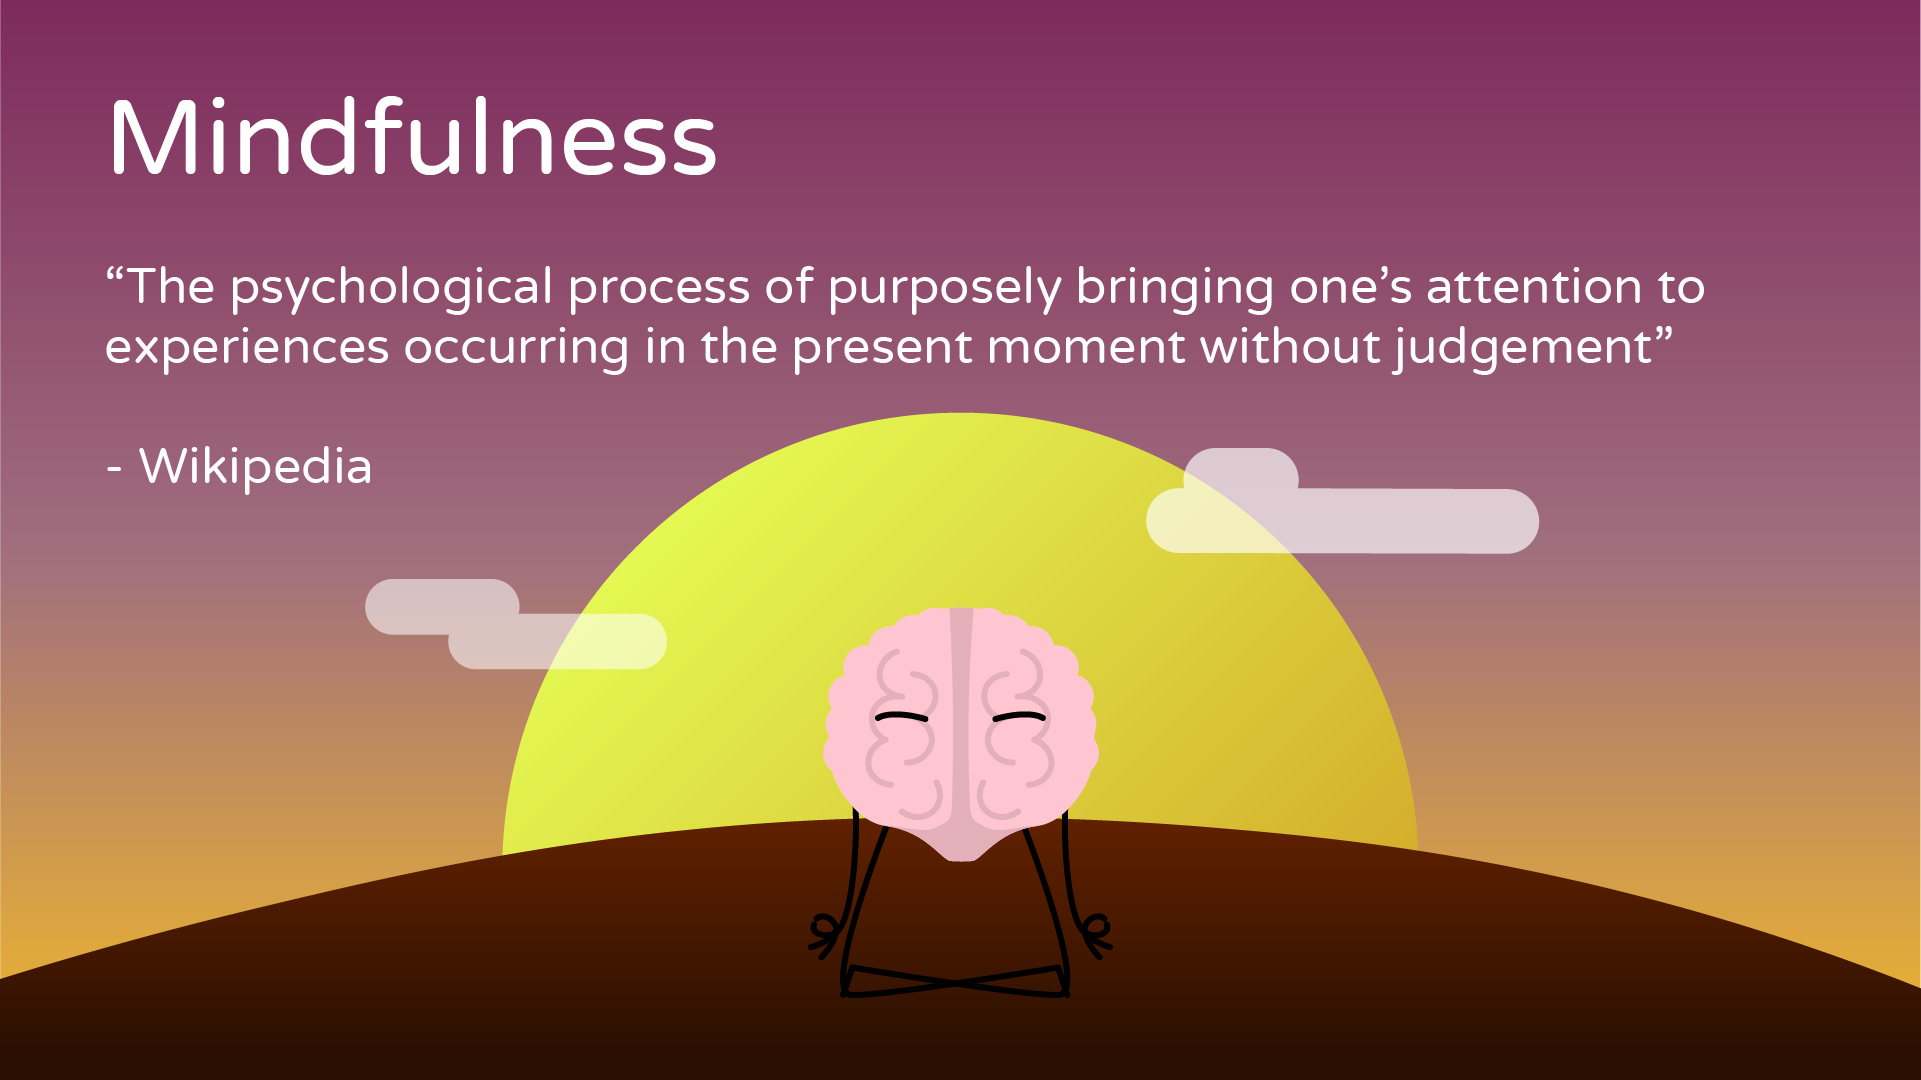 Mindfulness
“The psychological process of purposely bringing one’s attention to
experiences occurring in the present moment without judgement”
- Wikipedia